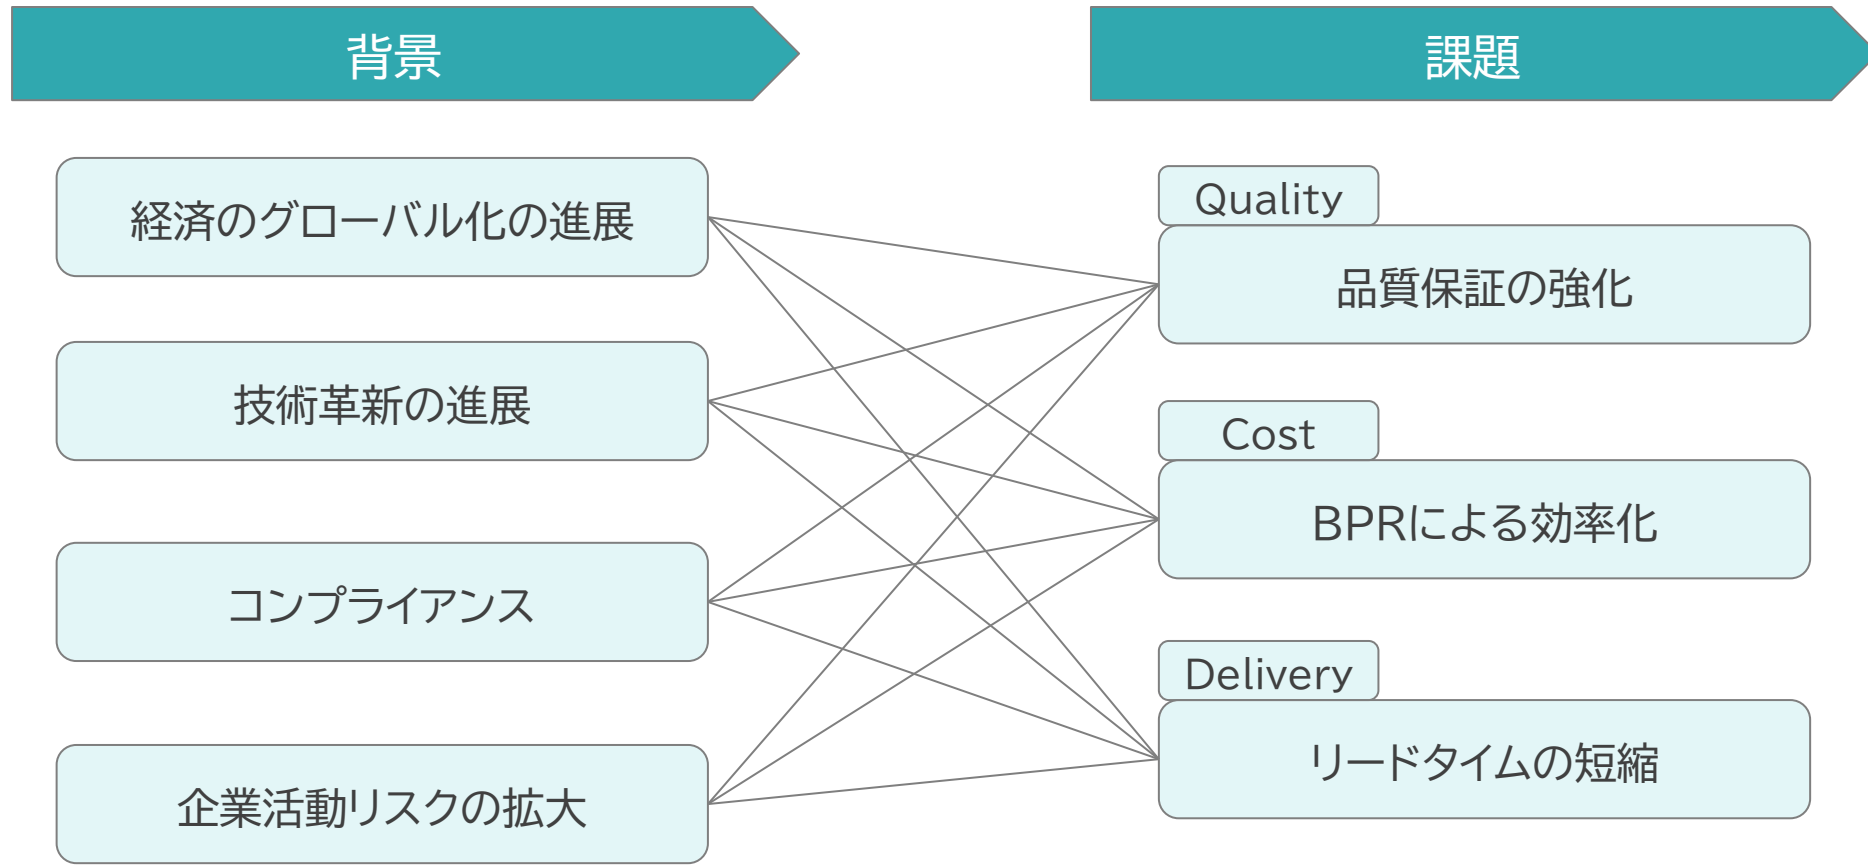 背景
課題
経済のグローバル化の進展
技術革新の進展
コンプライアンス
企業活動リスクの拡大
Quality
品質保証の強化
Cost
BPRによる効率化
Delivery
リードタイムの短縮